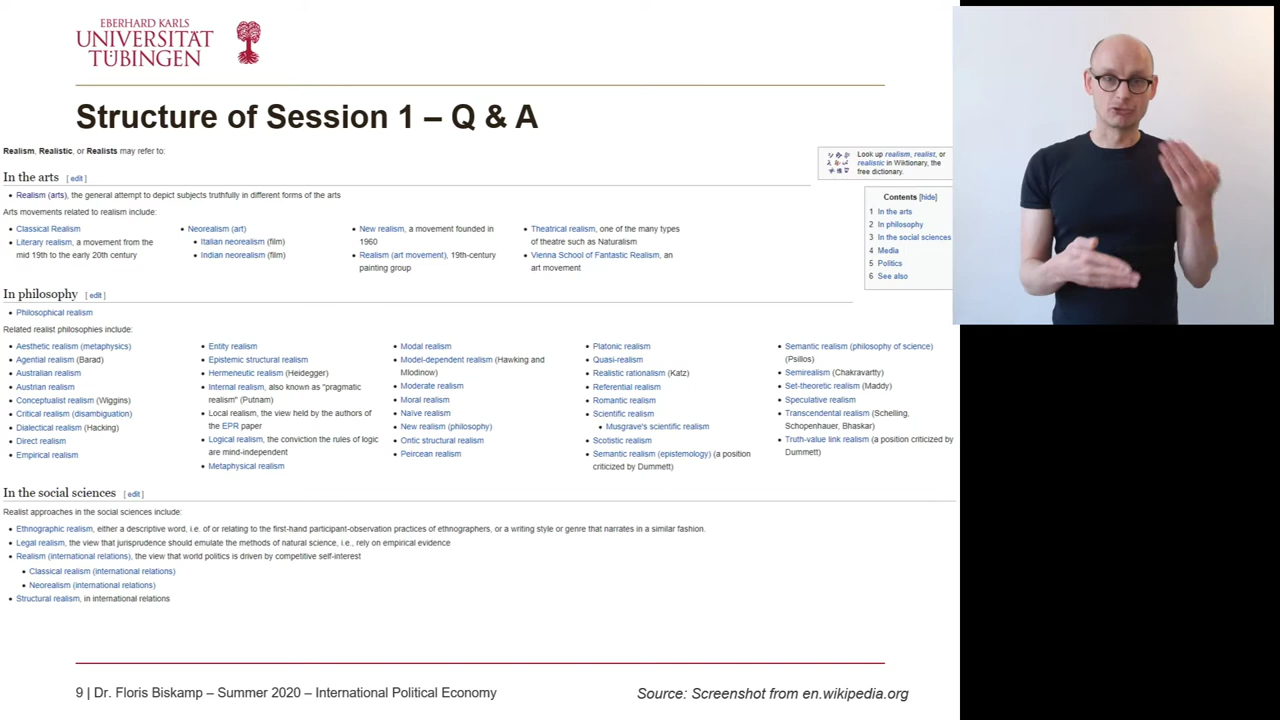 EBERHARD KARLS
UNIVERSITÄT
TÜBINGEN
Structure of Session 1 – Q & A
Realism, Realistic, or Realists may refer to:
Look up realism, realist, or
realistic in Wiktionary, the
free dictionary.
In the arts [ edit ]
Realism (arts), the general attempt to depict subjects truthfully in different forms of the arts
Arts movements related to realism include:
Classical Realism
Literary realism, a movement from the
mid 19th to the early 20th century
Neorealism (art)
Italian neorealism (film)
Indian neorealism (film)
New realism, a movement founded in
1960
Realism (art movement), 19th-century
painting group
Theatrical realism, one of the many types
of theatre such as Naturalism
Vienna School of Fantastic Realism, an
art movement
Contents [hide]
1 In the arts
2 In philosophy
3 In the social sciences
4 Media
5 Politics
6 See also
In philosophy [ edit ]
Philosophical realism
Related realist philosophies include:
Aesthetic realism (metaphysics)
Agential realism (Barad)
Australian realism
Austrian realism
Conceptualist realism (Wiggins)
Critical realism (disambiguation)
Dialectical realism (Hacking)
Direct realism
Empirical realism
Entity realism
Epistemic structural realism
Hermeneutic realism (Heidegger)
Internal realism, also known as "pragmatic
realism" (Putnam)
Local realism, the view held by the authors of
the EPR paper
Logical realism, the conviction the rules of logic
are mind-independent
Metaphysical realism
Modal realism
Model-dependent realism (Hawking and
Mlodinow)
Moderate realism
Moral realism
Naïve realism
New realism (philosophy)
Ontic structural realism
Peircean realism
Platonic realism
Quasi-realism
Realistic rationalism (Katz)
Referential realism
Romantic realism
Scientific realism
Musgrave's scientific realism
Scotistic realism
Semantic realism (epistemology) (a position
criticized by Dummett)
Semantic realism (philosophy of science)
(Psillos)
Semirealism (Chakravartty)
Set-theoretic realism (Maddy)
Speculative realism
Transcendental realism (Schelling,
Schopenhauer, Bhaskar)
Truth-value link realism (a position criticized by
Dummett)
In the social sciences [ edit ]
Realist approaches in the social sciences include:
Ethnographic realism, either a descriptive word, i.e. of or relating to the first-hand participant-observation practices of ethnographers, or a writing style or genre that narrates in a similar fashion.
Legal realism, the view that jurisprudence should emulate the methods of natural science, i.e., rely on empirical evidence
Realism (international relations), the view that world politics is driven by competitive self-interest
Classical realism (international relations)
Neorealism (international relations)
Structural realism, in international relations
9 | Dr. Floris Biskamp – Summer 2020 – International Political Economy
Source: Screenshot from en.wikipedia.org